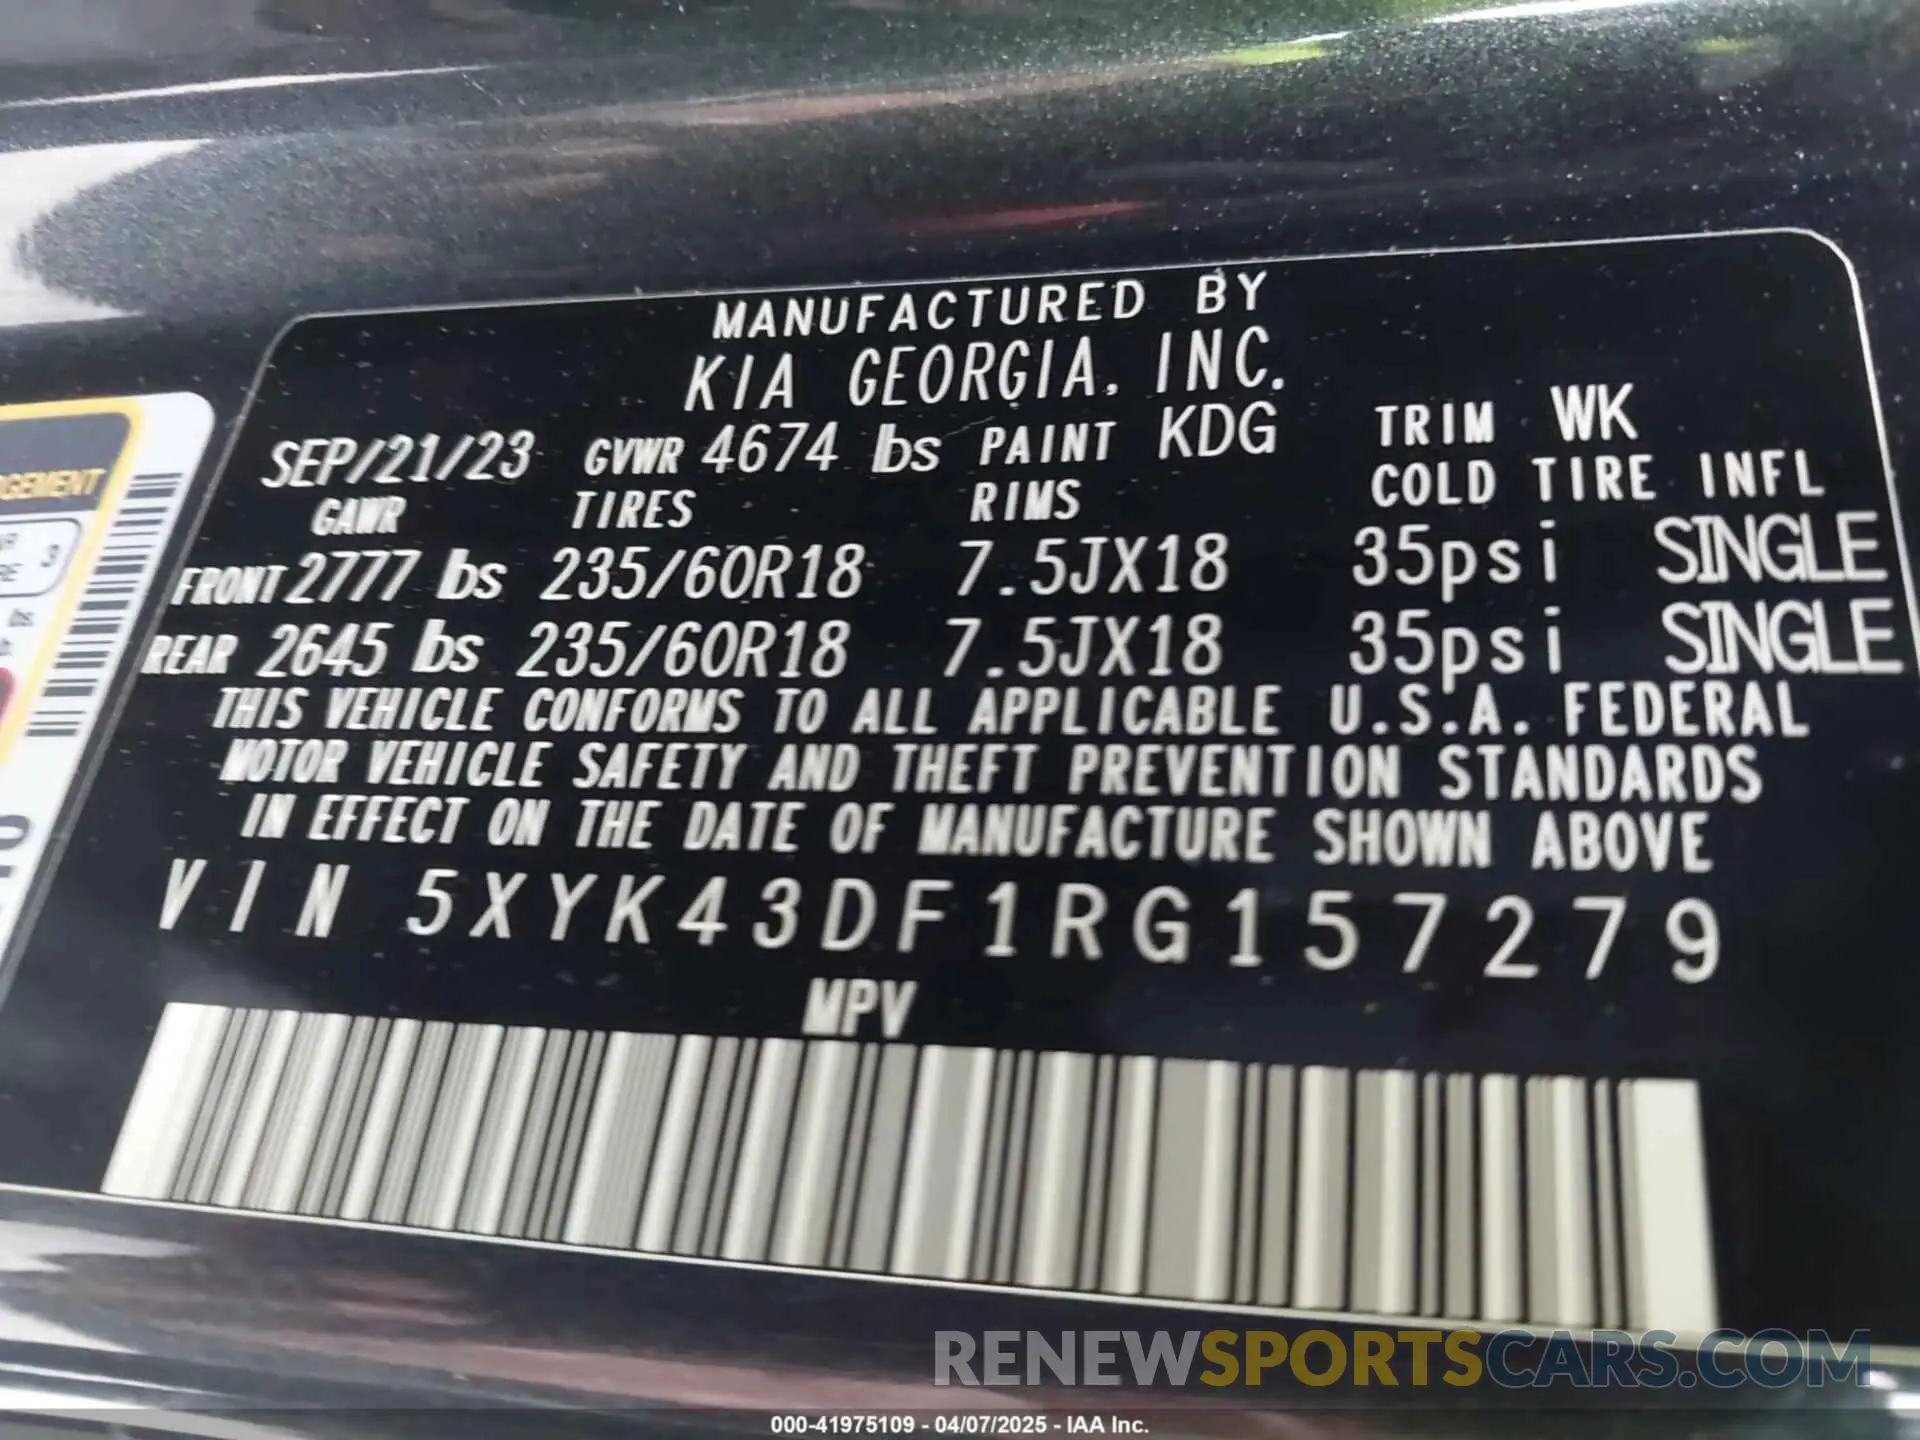 MANUFACTURED BY
KIA GEORGIA, INC.
SEP/21/23 GVWR 4674 lbs PAINT KDG TRIM WK
GAWR TIRES RIMS COLD TIRE INFL
FRONT 2777 lbs 235/60R18 7.5JX18 35psi SINGLE
REAR 2645 lbs 235/60R18 7.5JX18 35psi SINGLE
THIS VEHICLE CONFORMS TO ALL APPLICABLE U.S.A. FEDERAL
MOTOR VEHICLE SAFETY AND THEFT PREVENTION STANDARDS
IN EFFECT ON THE DATE OF MANUFACTURE SHOWN ABOVE
VIN 5XYK43DF1RG157279
MPV
RENEWSPORTSCARS.COM
000-41975109 - 04/07/2025 - IAA Inc.